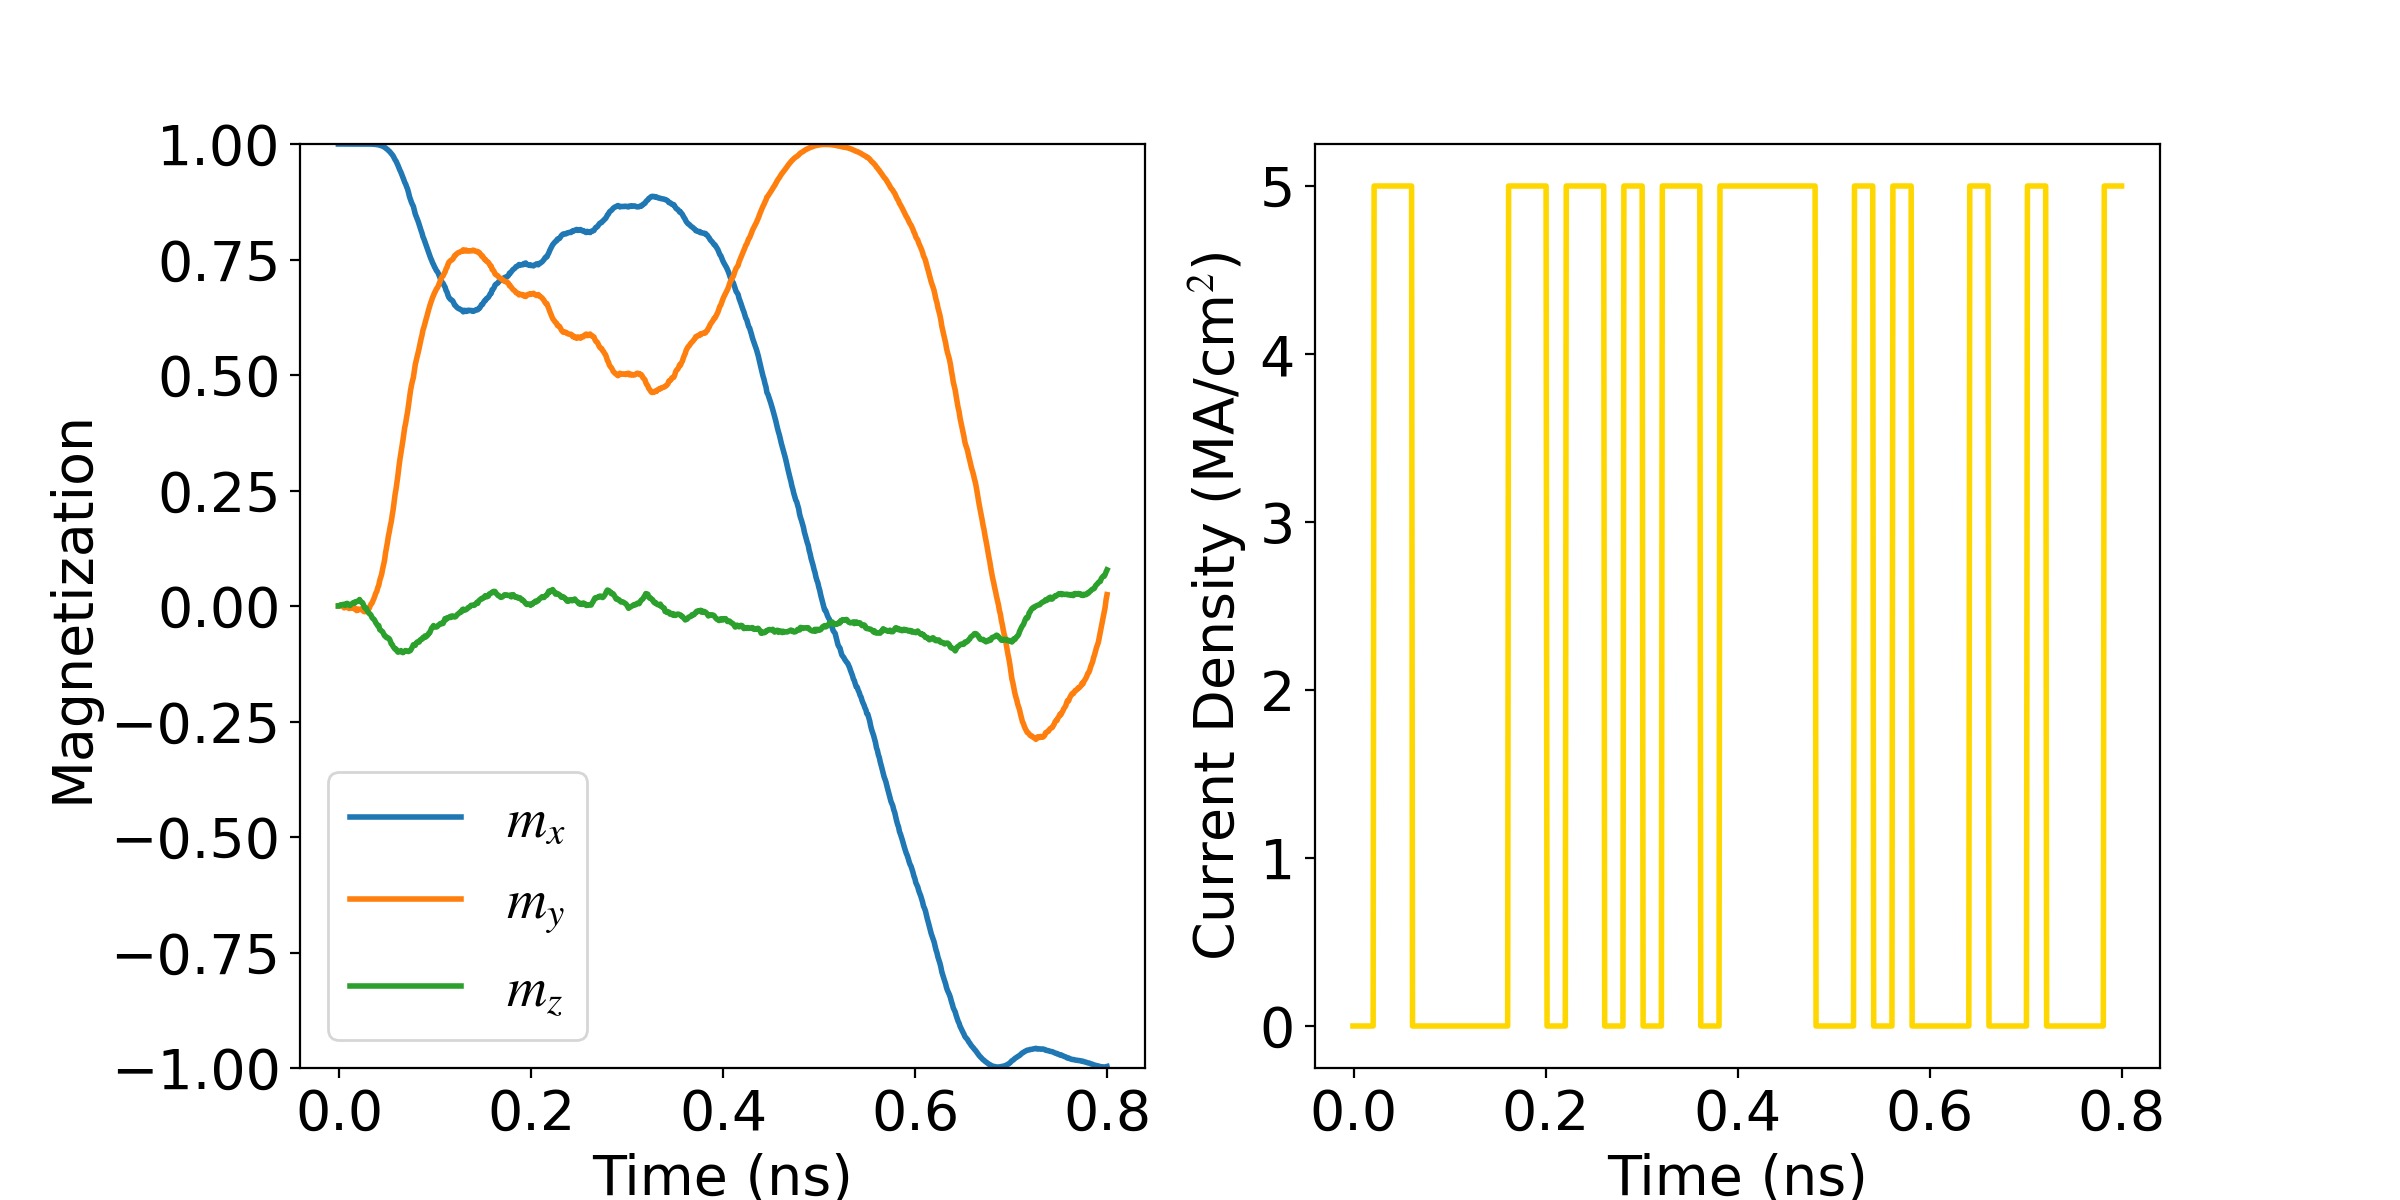 Magnetization
1.00
0.75
0.50
0.25
0.00
−0.25
−0.50
−0.75
−1.00
0.0 0.2 0.4 0.6 0.8
Time (ns)
m_x
m_y
m_z
Current Density (MA/cm²)
5
4
3
2
1
0
0.0 0.2 0.4 0.6 0.8
Time (ns)